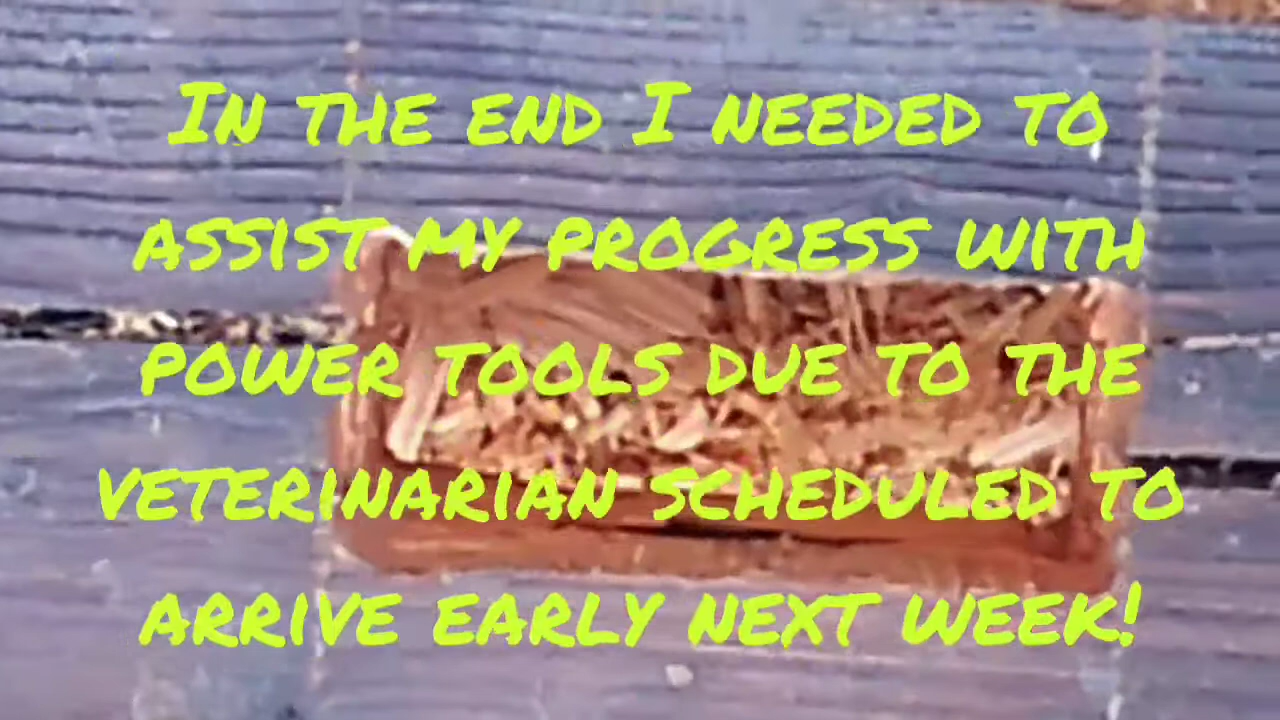 In the end I needed to
assist my progress with
power tools due to the
veterinarian scheduled to
arrive early next week!